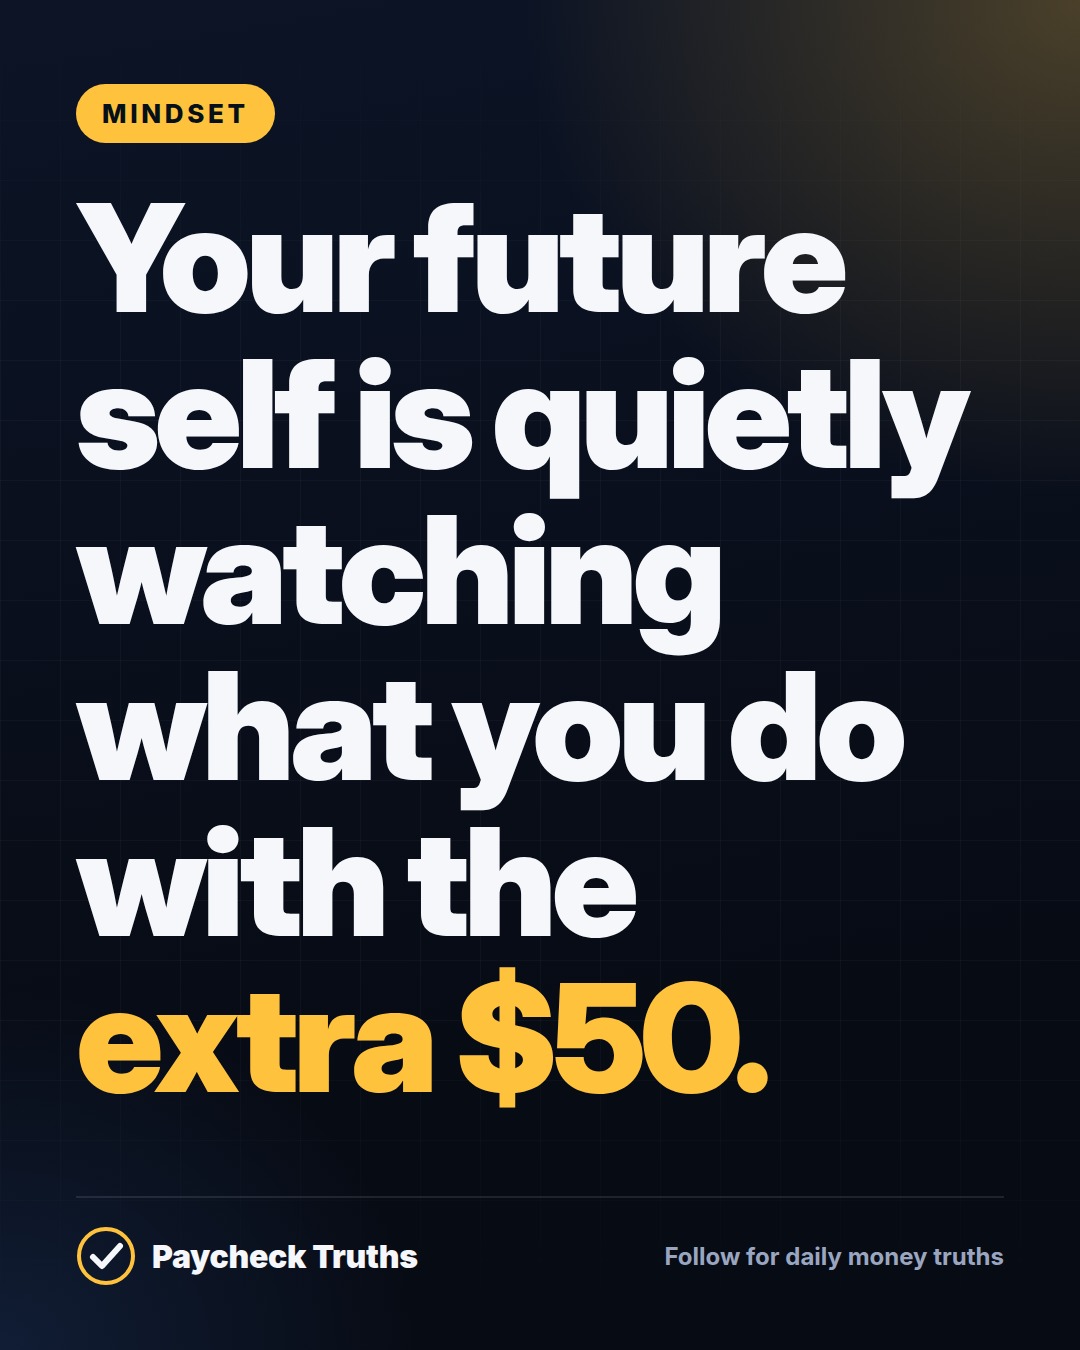 MINDSET
Your future
self is quietly
watching
what you do
with the
extra $50.
Paycheck Truths
Follow for daily money truths